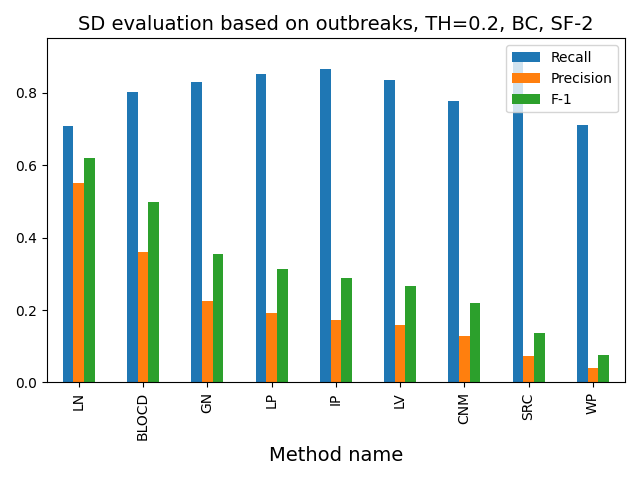 SD evaluation based on outbreaks, TH=0.2, BC, SF-2
Recall
Precision
F-1
0.8
0.6
0.4
0.2
0.0
LN
BLOCD
GN
LP
IP
LV
CNM
SRC
WP
Method name